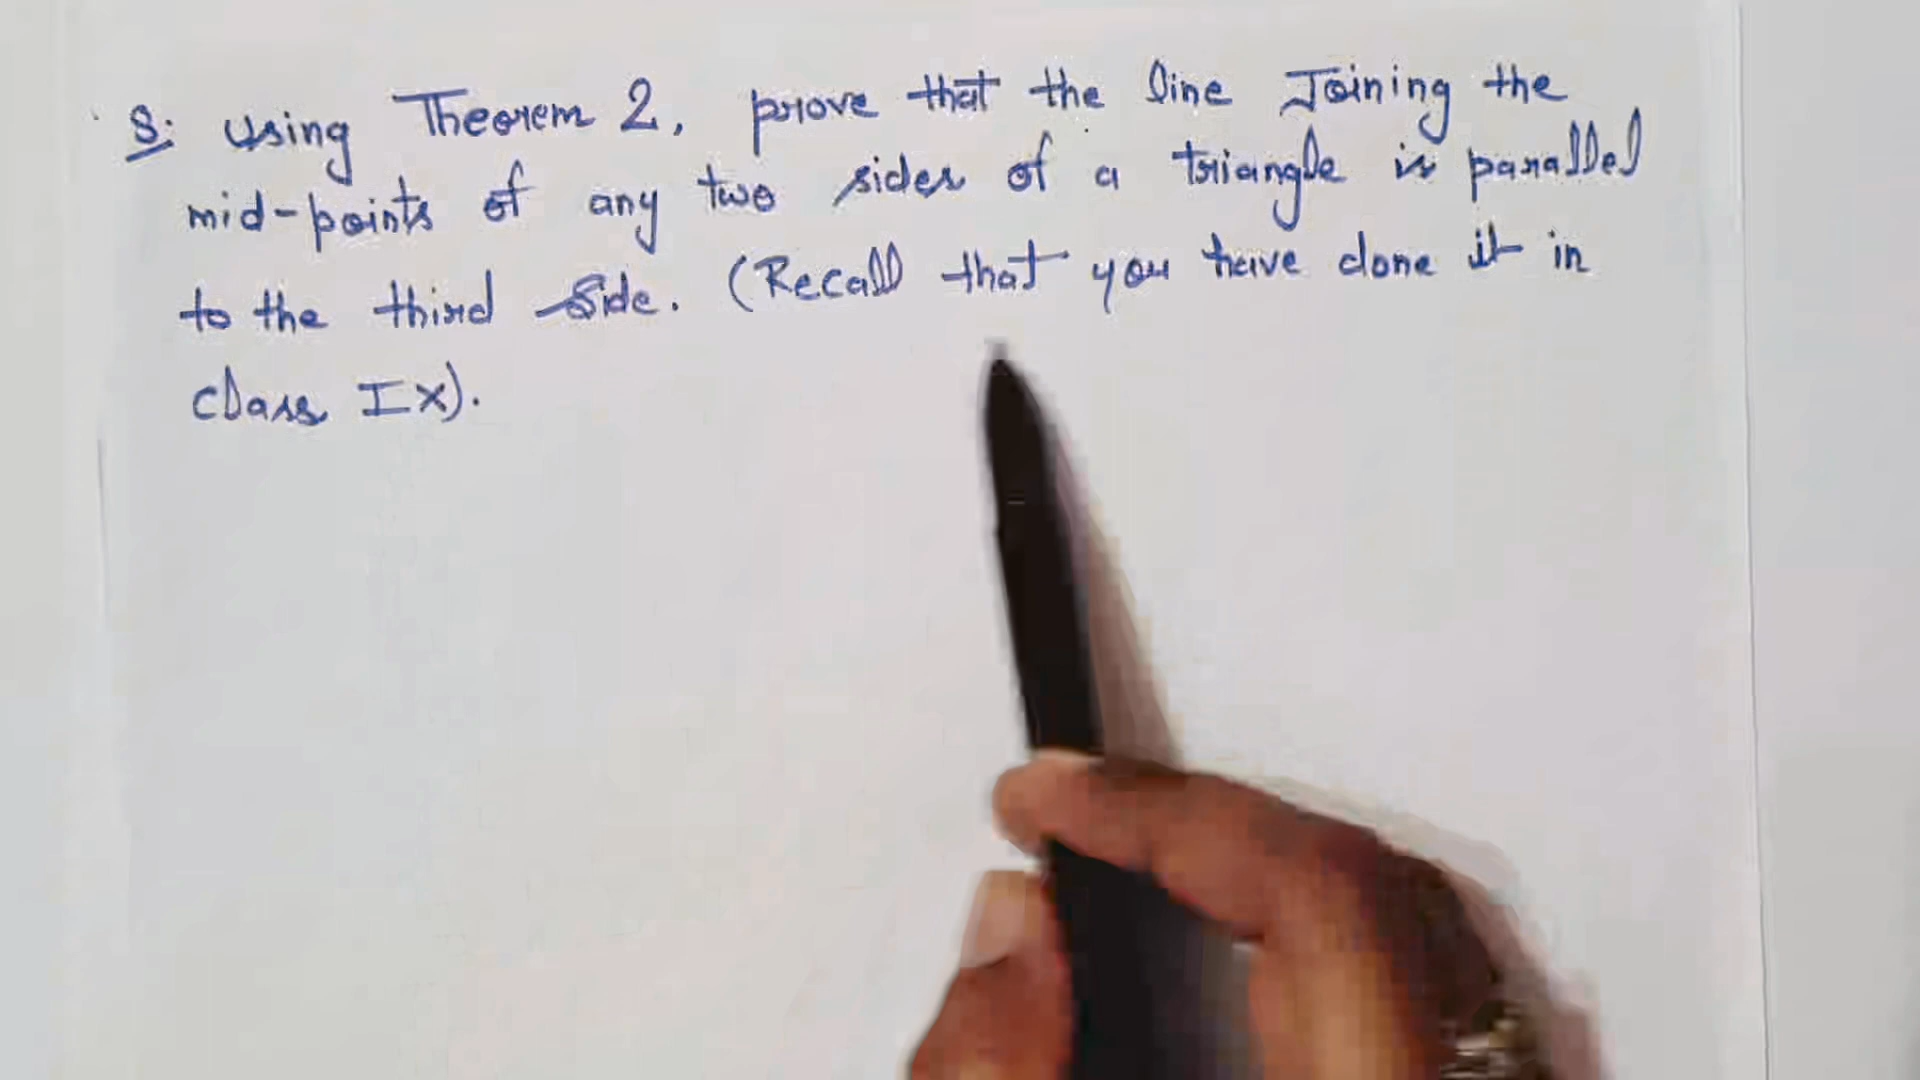 8: Using Theorem 2, prove that the line Joining the
mid-points of any two sides of a triangle is parallel
to the third Side. (Recall that you have done it in
class IX).